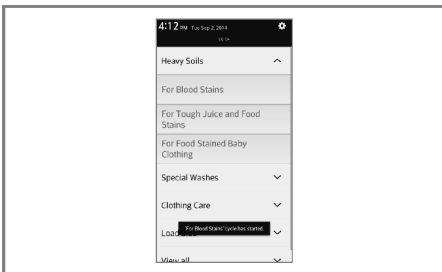 4:12 PM Tue Sep 2, 2014
Heavy Soils
For Blood Stains
For Tough Juice and Food
Stains
For Food Stained Baby
Clothing
Special Washes
Clothing Care
'For Blood Stains' cycle has started.
View all